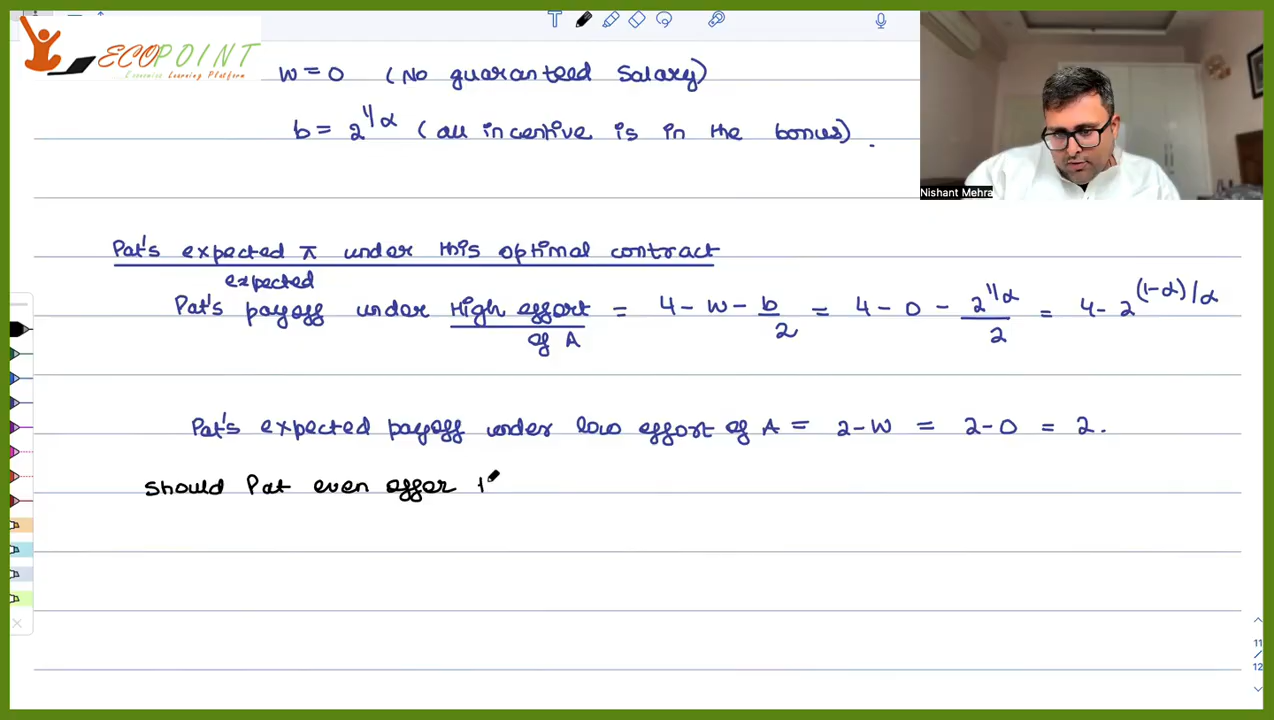 ECOPOINT
Economics Learning Platform
w = 0 (No guaranteed Salary)
b = 2^{1/α} (all incentive is in the bonus).
Nishant Mehra
Pat's expected π under this optimal contract
expected
Pat's payoff under High effort = 4 - w - b/2 = 4 - 0 - 2^{1/α}/2 = 4 - 2^{(1-α)/α}
of A
Pat's expected payoff under low effort of A = 2 - w = 2 - 0 = 2.
should Pat even offer
11
12